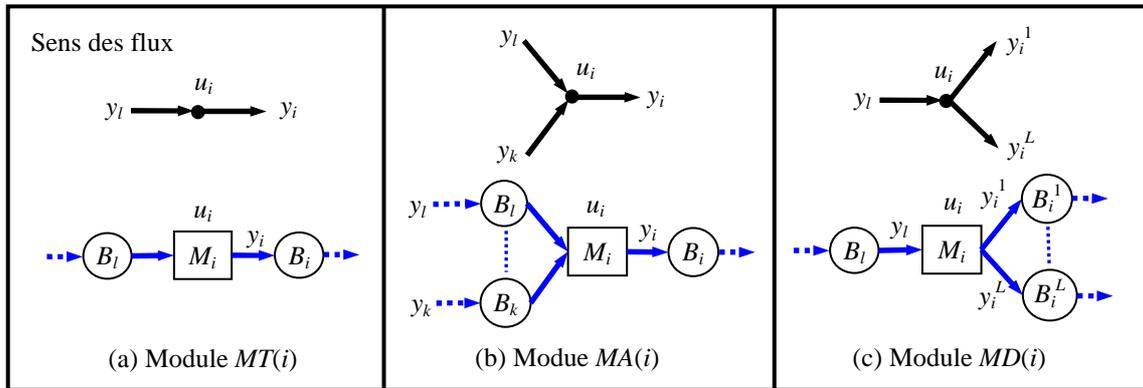 Sens des flux
u_i
y_l y_i
u_i
y_i
B_l M_i B_i
(a) Module MT(i)
y_l
u_i
y_i
y_k
y_l B_l u_i
y_i
M_i B_i
y_k B_k
(b) Modue MA(i)
y_i^1
u_i
y_l
y_i^L
y_i^1 B_i^1
u_i
y_l
B_l M_i
y_i^L B_i^L
(c) Module MD(i)